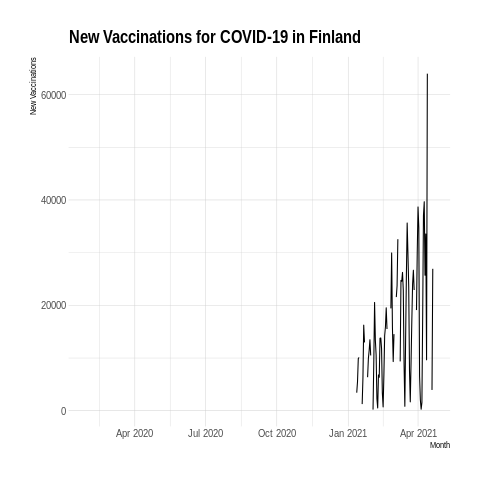 New Vaccinations for COVID-19 in Finland
New Vaccinations
60000
40000
20000
0
Apr 2020
Jul 2020
Oct 2020
Jan 2021
Apr 2021
Month